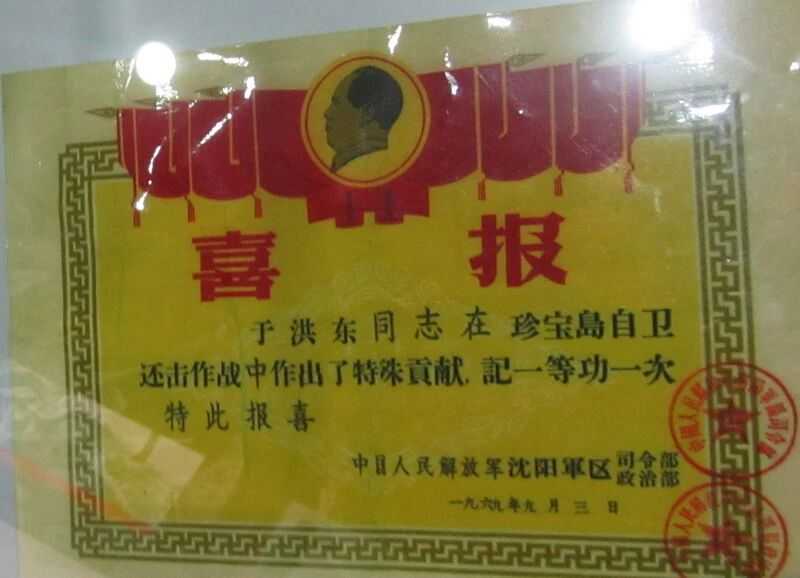 喜报
于洪东同志在珍宝島自卫
还击作战中作出了特殊貢献.記一等功一次
特此报喜
中国人民解放军沈阳軍区司令部
政治部
一九六九年九月三日